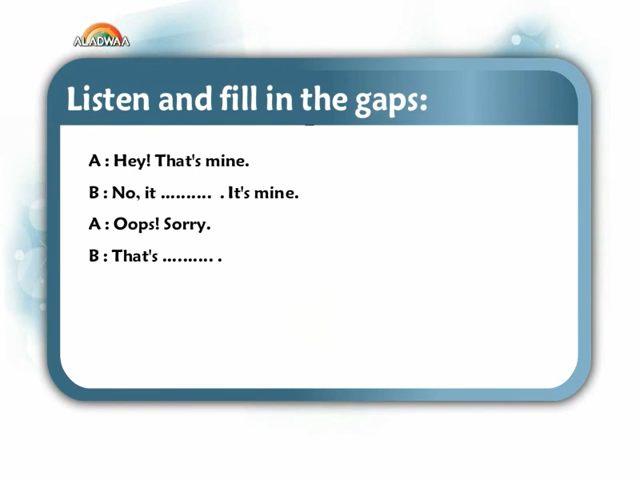 ALADWAA
Listen and fill in the gaps:
A : Hey! That's mine.
B : No, it .......... . It's mine.
A : Oops! Sorry.
B : That's .......... .